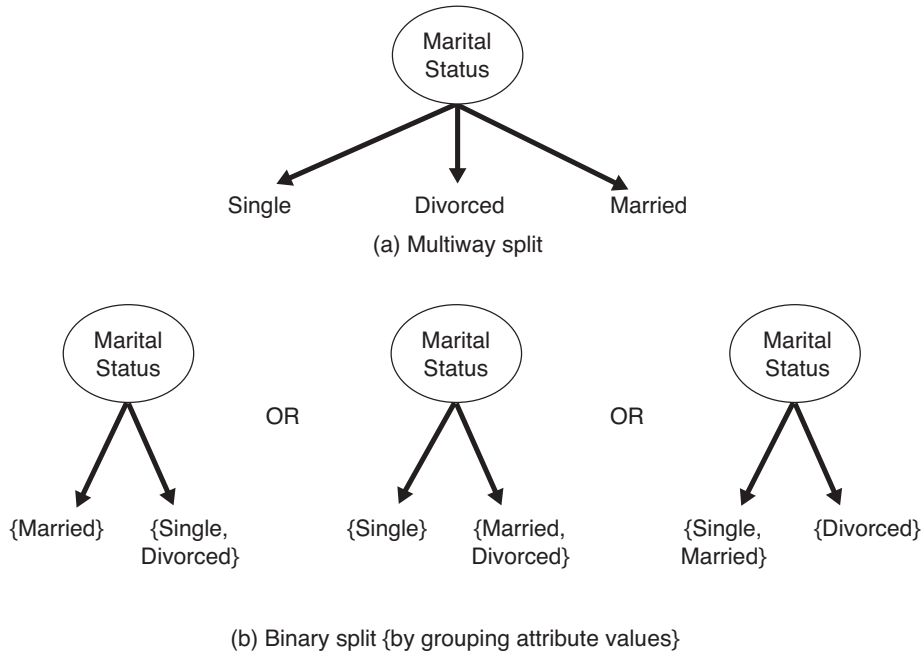 Marital
Status
Single Divorced Married
(a) Multiway split
Marital
Status
OR
Marital
Status
OR
Marital
Status
{Married}
{Single,
Divorced}
{Single}
{Married,
Divorced}
{Single,
Married}
{Divorced}
(b) Binary split {by grouping attribute values}